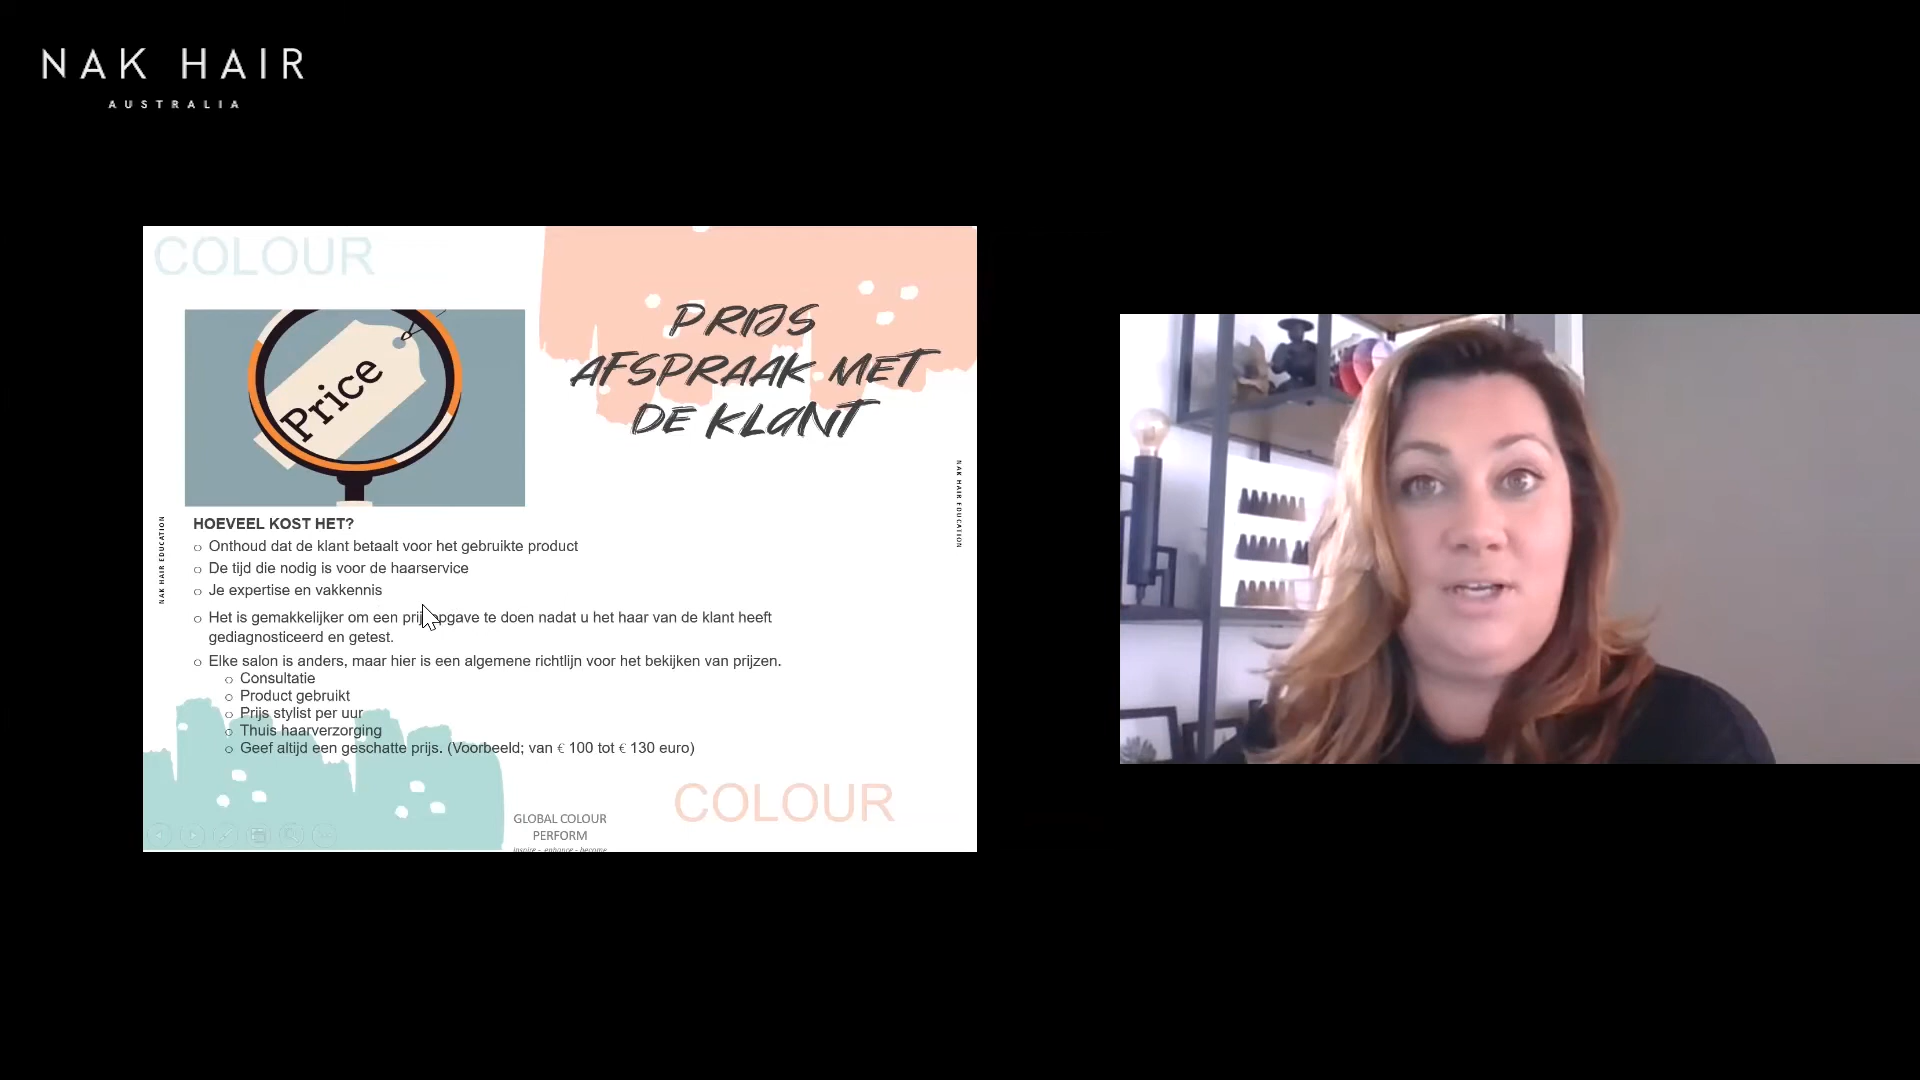 NAK HAIR
AUSTRALIA
COLOUR
PRIJS
AFSPRAAK MET
DE KLANT
Price
NAK HAIR EDUCATION
NAK HAIR EDUCATION
HOEVEEL KOST HET?
o Onthoud dat de klant betaalt voor het gebruikte product
o De tijd die nodig is voor de haarservice
o Je expertise en vakkennis
o Het is gemakkelijker om een prijsopgave te doen nadat u het haar van de klant heeft
gediagnosticeerd en getest.
o Elke salon is anders, maar hier is een algemene richtlijn voor het bekijken van prijzen.
o Consultatie
o Product gebruikt
o Prijs stylist per uur
o Thuis haarverzorging
o Geef altijd een geschatte prijs. (Voorbeeld; van € 100 tot € 130 euro)
COLOUR
GLOBAL COLOUR
PERFORM
inspire - enhance - become